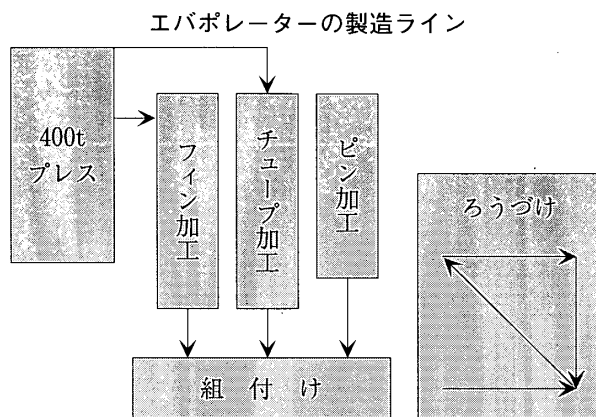 エバポレーターの製造ライン
400t
プレス
フィン加工
チューブ加工
ピン加工
ろうづけ
組付け